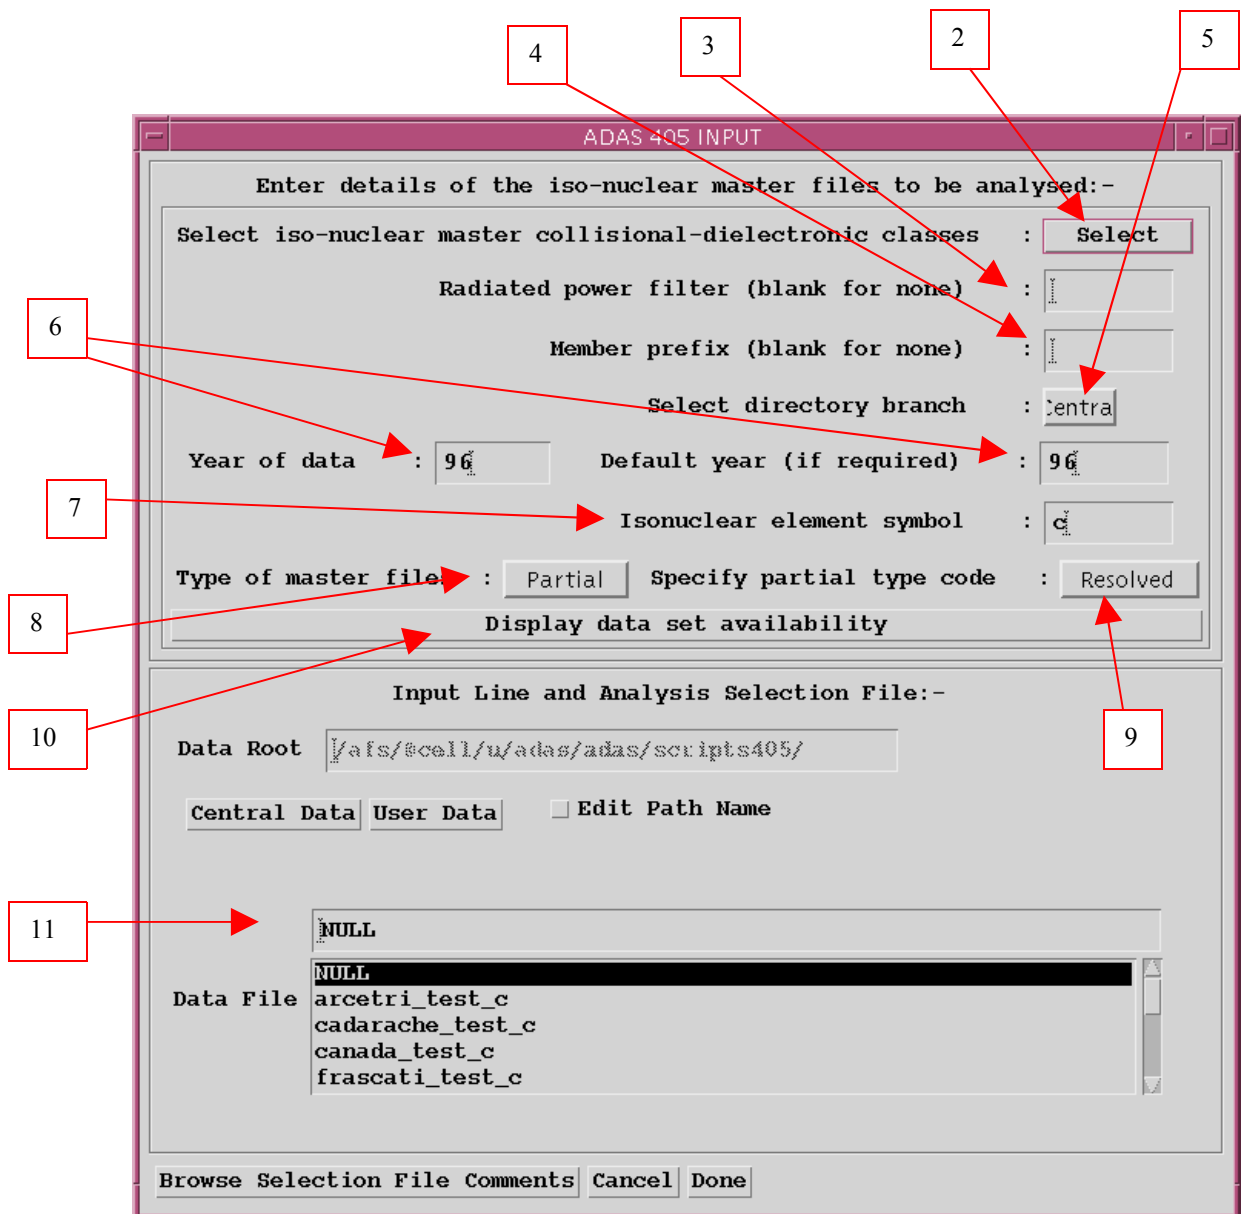 2
5
3
4
ADAS 405 INPUT
Enter details of the iso-nuclear master files to be analysed:-
Select iso-nuclear master collisional-dielectronic classes : Select
Radiated power filter (blank for none) :
6
Member prefix (blank for none) :
Select directory branch : Centra
Year of data : 96 Default year (if required) : 96
7
Isonuclear element symbol : c
Type of master file : Partial Specify partial type code : Resolved
8
Display data set availability
Input Line and Analysis Selection File:-
10
9
Data Root /afs/@cell/u/adas/adas/scripts405/
Central Data User Data Edit Path Name
11
NULL
NULL
Data File arcetri_test_c
cadarache_test_c
canada_test_c
frascati_test_c
Browse Selection File Comments Cancel Done